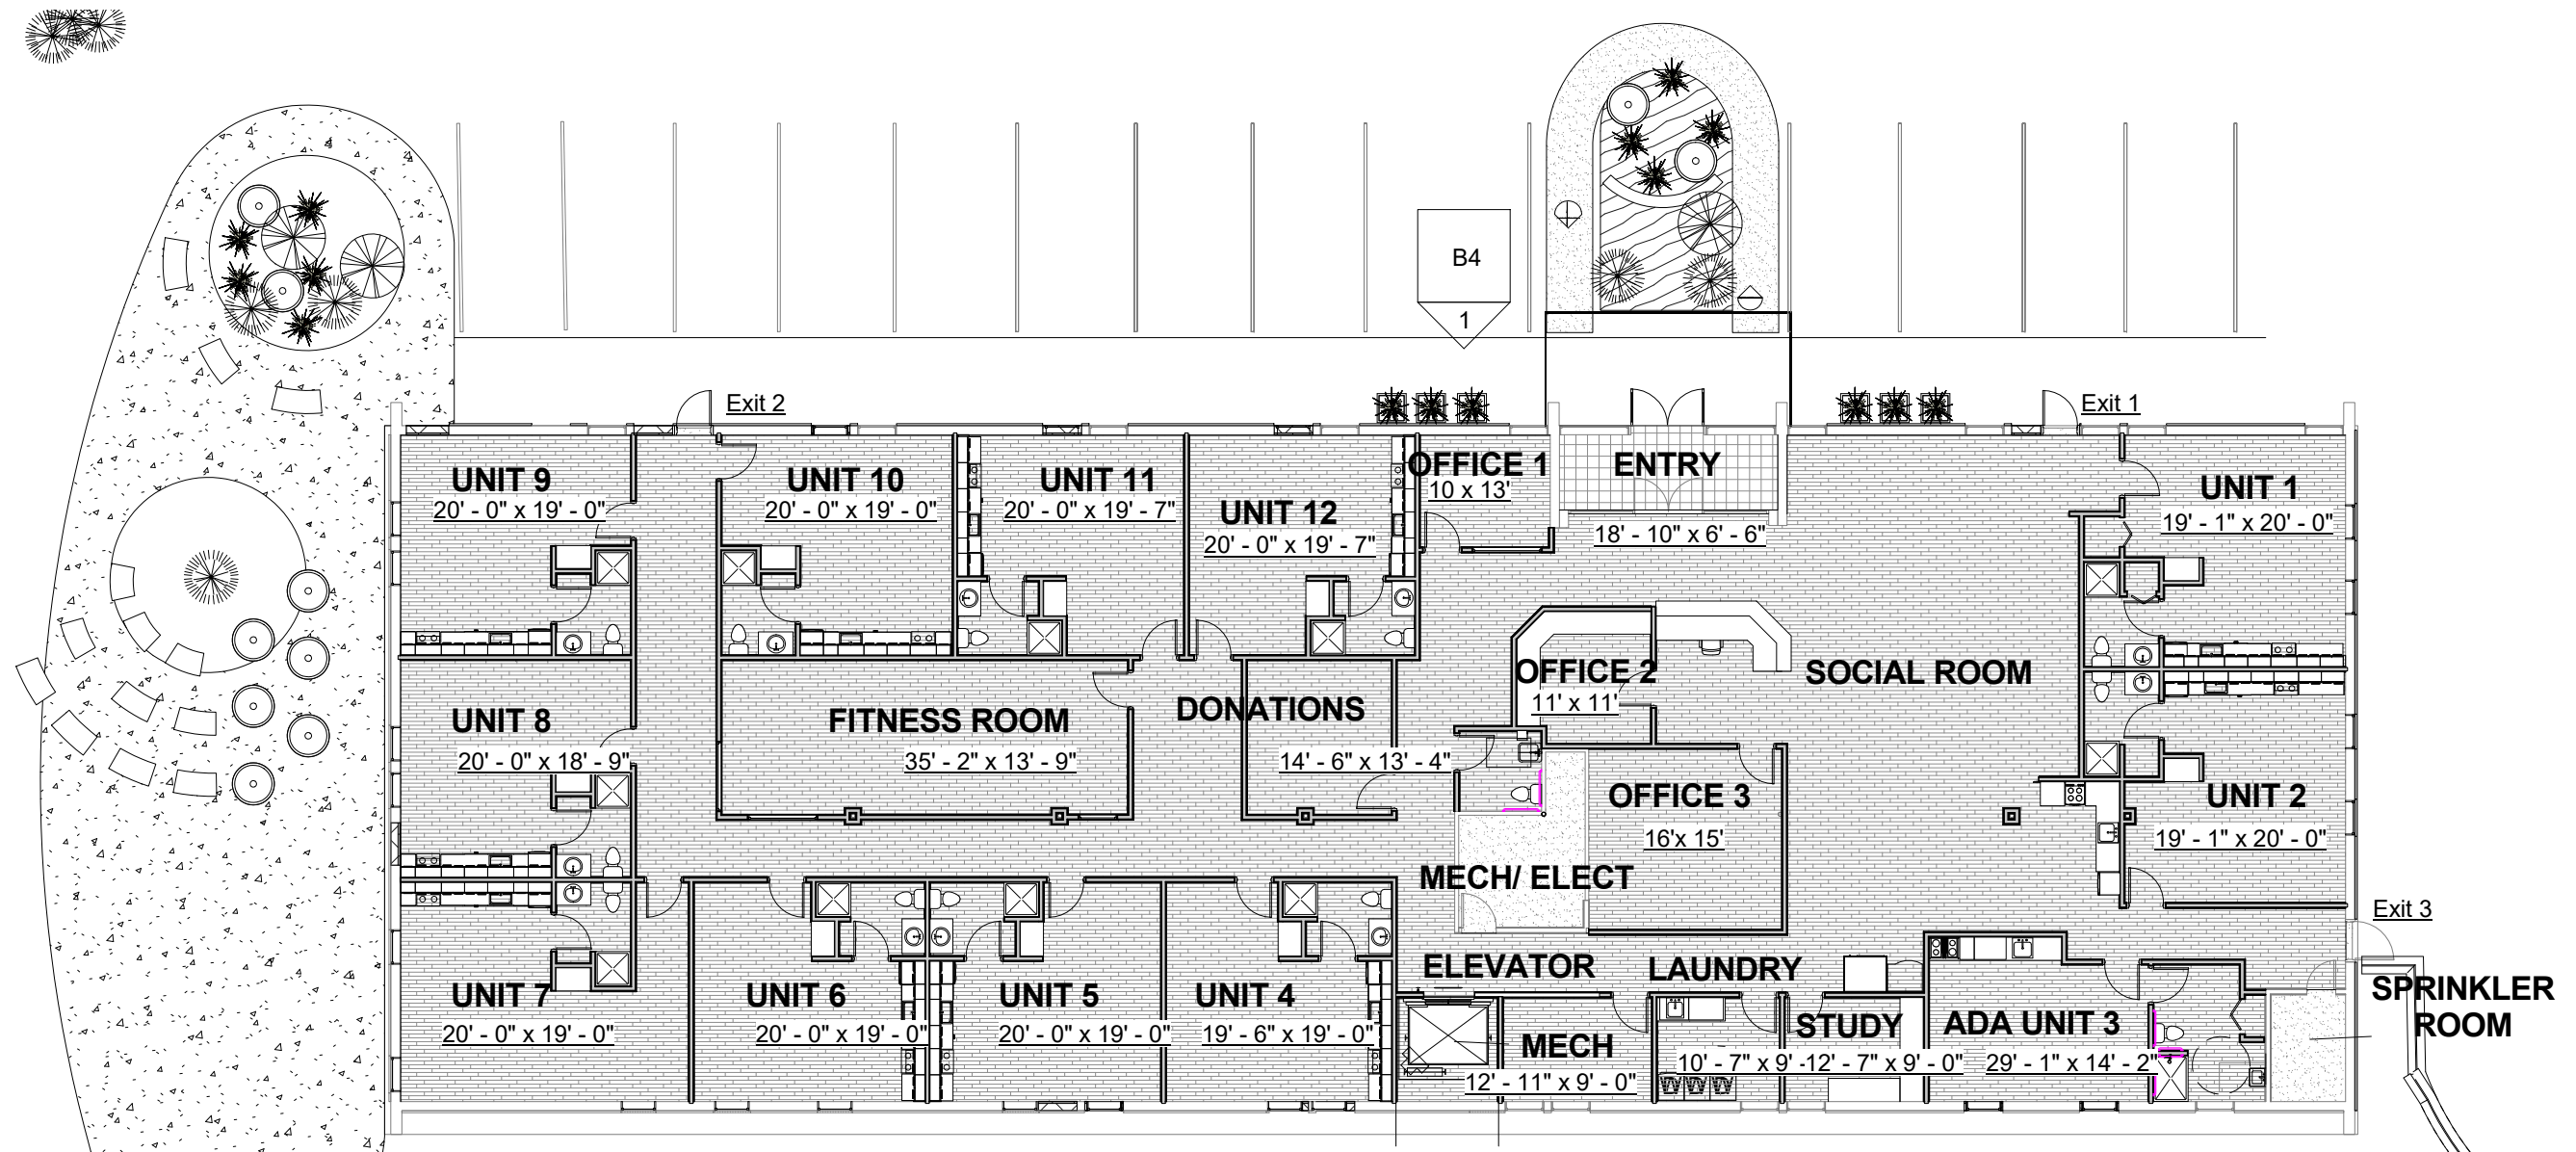 B4
1
Exit 2
Exit 1
UNIT 9
20' - 0" x 19' - 0"
UNIT 10
20' - 0" x 19' - 0"
UNIT 11
20' - 0" x 19' - 7"
UNIT 12
20' - 0" x 19' - 7"
OFFICE 1
10 x 13'
ENTRY
18' - 10" x 6' - 6"
UNIT 1
19' - 1" x 20' - 0"
UNIT 8
20' - 0" x 18' - 9"
FITNESS ROOM
35' - 2" x 13' - 9"
DONATIONS
14' - 6" x 13' - 4"
OFFICE 2
11' x 11'
SOCIAL ROOM
OFFICE 3
16'x 15'
UNIT 2
19' - 1" x 20' - 0"
MECH/ ELECT
Exit 3
ELEVATOR
LAUNDRY
SPRINKLER
ROOM
UNIT 7
20' - 0" x 19' - 0"
UNIT 6
20' - 0" x 19' - 0"
UNIT 5
20' - 0" x 19' - 0"
UNIT 4
19' - 6" x 19' - 0"
MECH
12' - 11" x 9' - 0"
10' - 7" x 9' -
STUDY
12' - 7" x 9' - 0"
ADA UNIT 3
29' - 1" x 14' - 2"
W W W